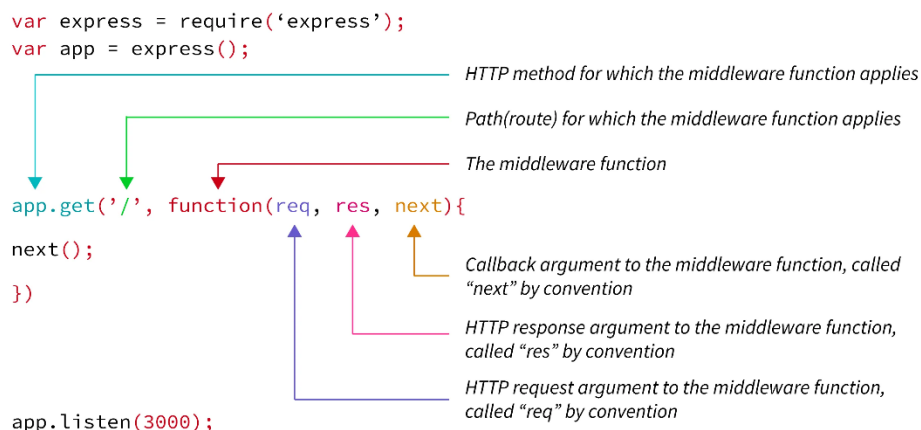 var express = require(‘express’);
var app = express();
HTTP method for which the middleware function applies
Path(route) for which the middleware function applies
The middleware function
app.get(’/’, function(req, res, next){
next();
})
Callback argument to the middleware function, called
“next” by convention
HTTP response argument to the middleware function,
called “res” by convention
HTTP request argument to the middleware function,
called “req” by convention
app.listen(3000);